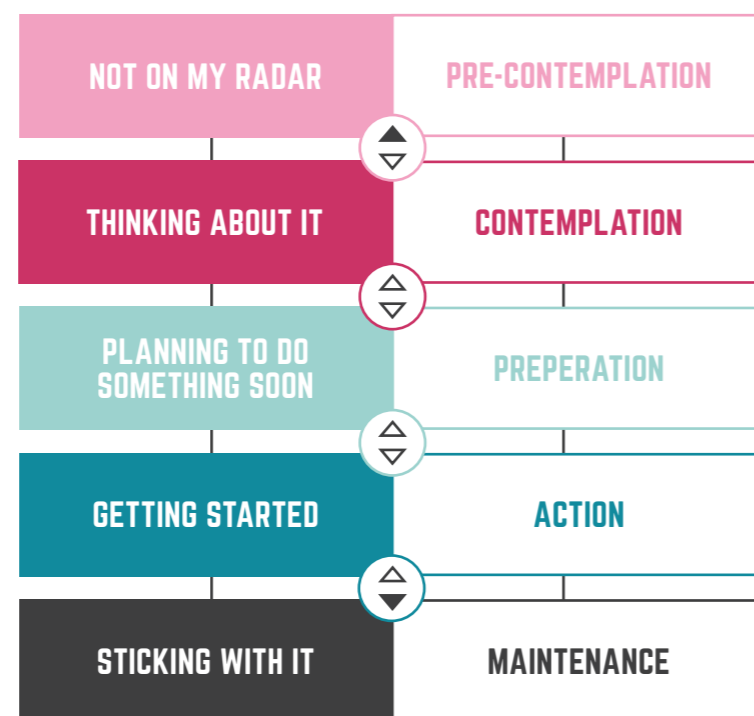 NOT ON MY RADAR
PRE-CONTEMPLATION
THINKING ABOUT IT
CONTEMPLATION
PLANNING TO DO
SOMETHING SOON
PREPERATION
GETTING STARTED
ACTION
STICKING WITH IT
MAINTENANCE